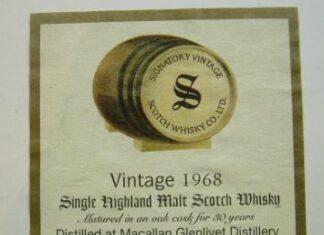 SIGNATORY VINTAGE
S
SCOTCH WHISKY CO. LTD.
Vintage 1968
Single Highland Malt Scotch Whisky
Matured in an oak cask for 30 years
Distilled at Macallan Glenlivet Distillery